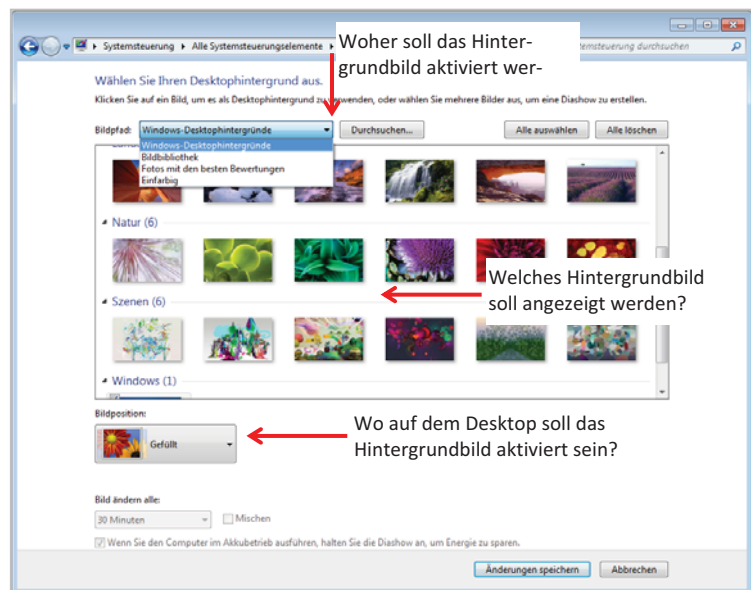 Systemsteuerung ▸ Alle Systemsteuerungselemente ▸
temsteuerung durchsuchen
Woher soll das Hinter-
grundbild aktiviert wer-
Wählen Sie Ihren Desktophintergrund aus.
Klicken Sie auf ein Bild, um es als Desktophintergrund zu verwenden, oder wählen Sie mehrere Bilder aus, um eine Diashow zu erstellen.
Bildpfad: Windows-Desktophintergründe Durchsuchen... Alle auswählen Alle löschen
Windows-Desktophintergründe
Bildbibliothek
Fotos mit den besten Bewertungen
Einfarbig
Natur (6)
Welches Hintergrundbild
soll angezeigt werden?
Szenen (6)
Windows (1)
Bildposition:
Gefüllt
Wo auf dem Desktop soll das
Hintergrundbild aktiviert sein?
Bild ändern alle:
30 Minuten Mischen
Wenn Sie den Computer im Akkubetrieb ausführen, halten Sie die Diashow an, um Energie zu sparen.
Änderungen speichern Abbrechen